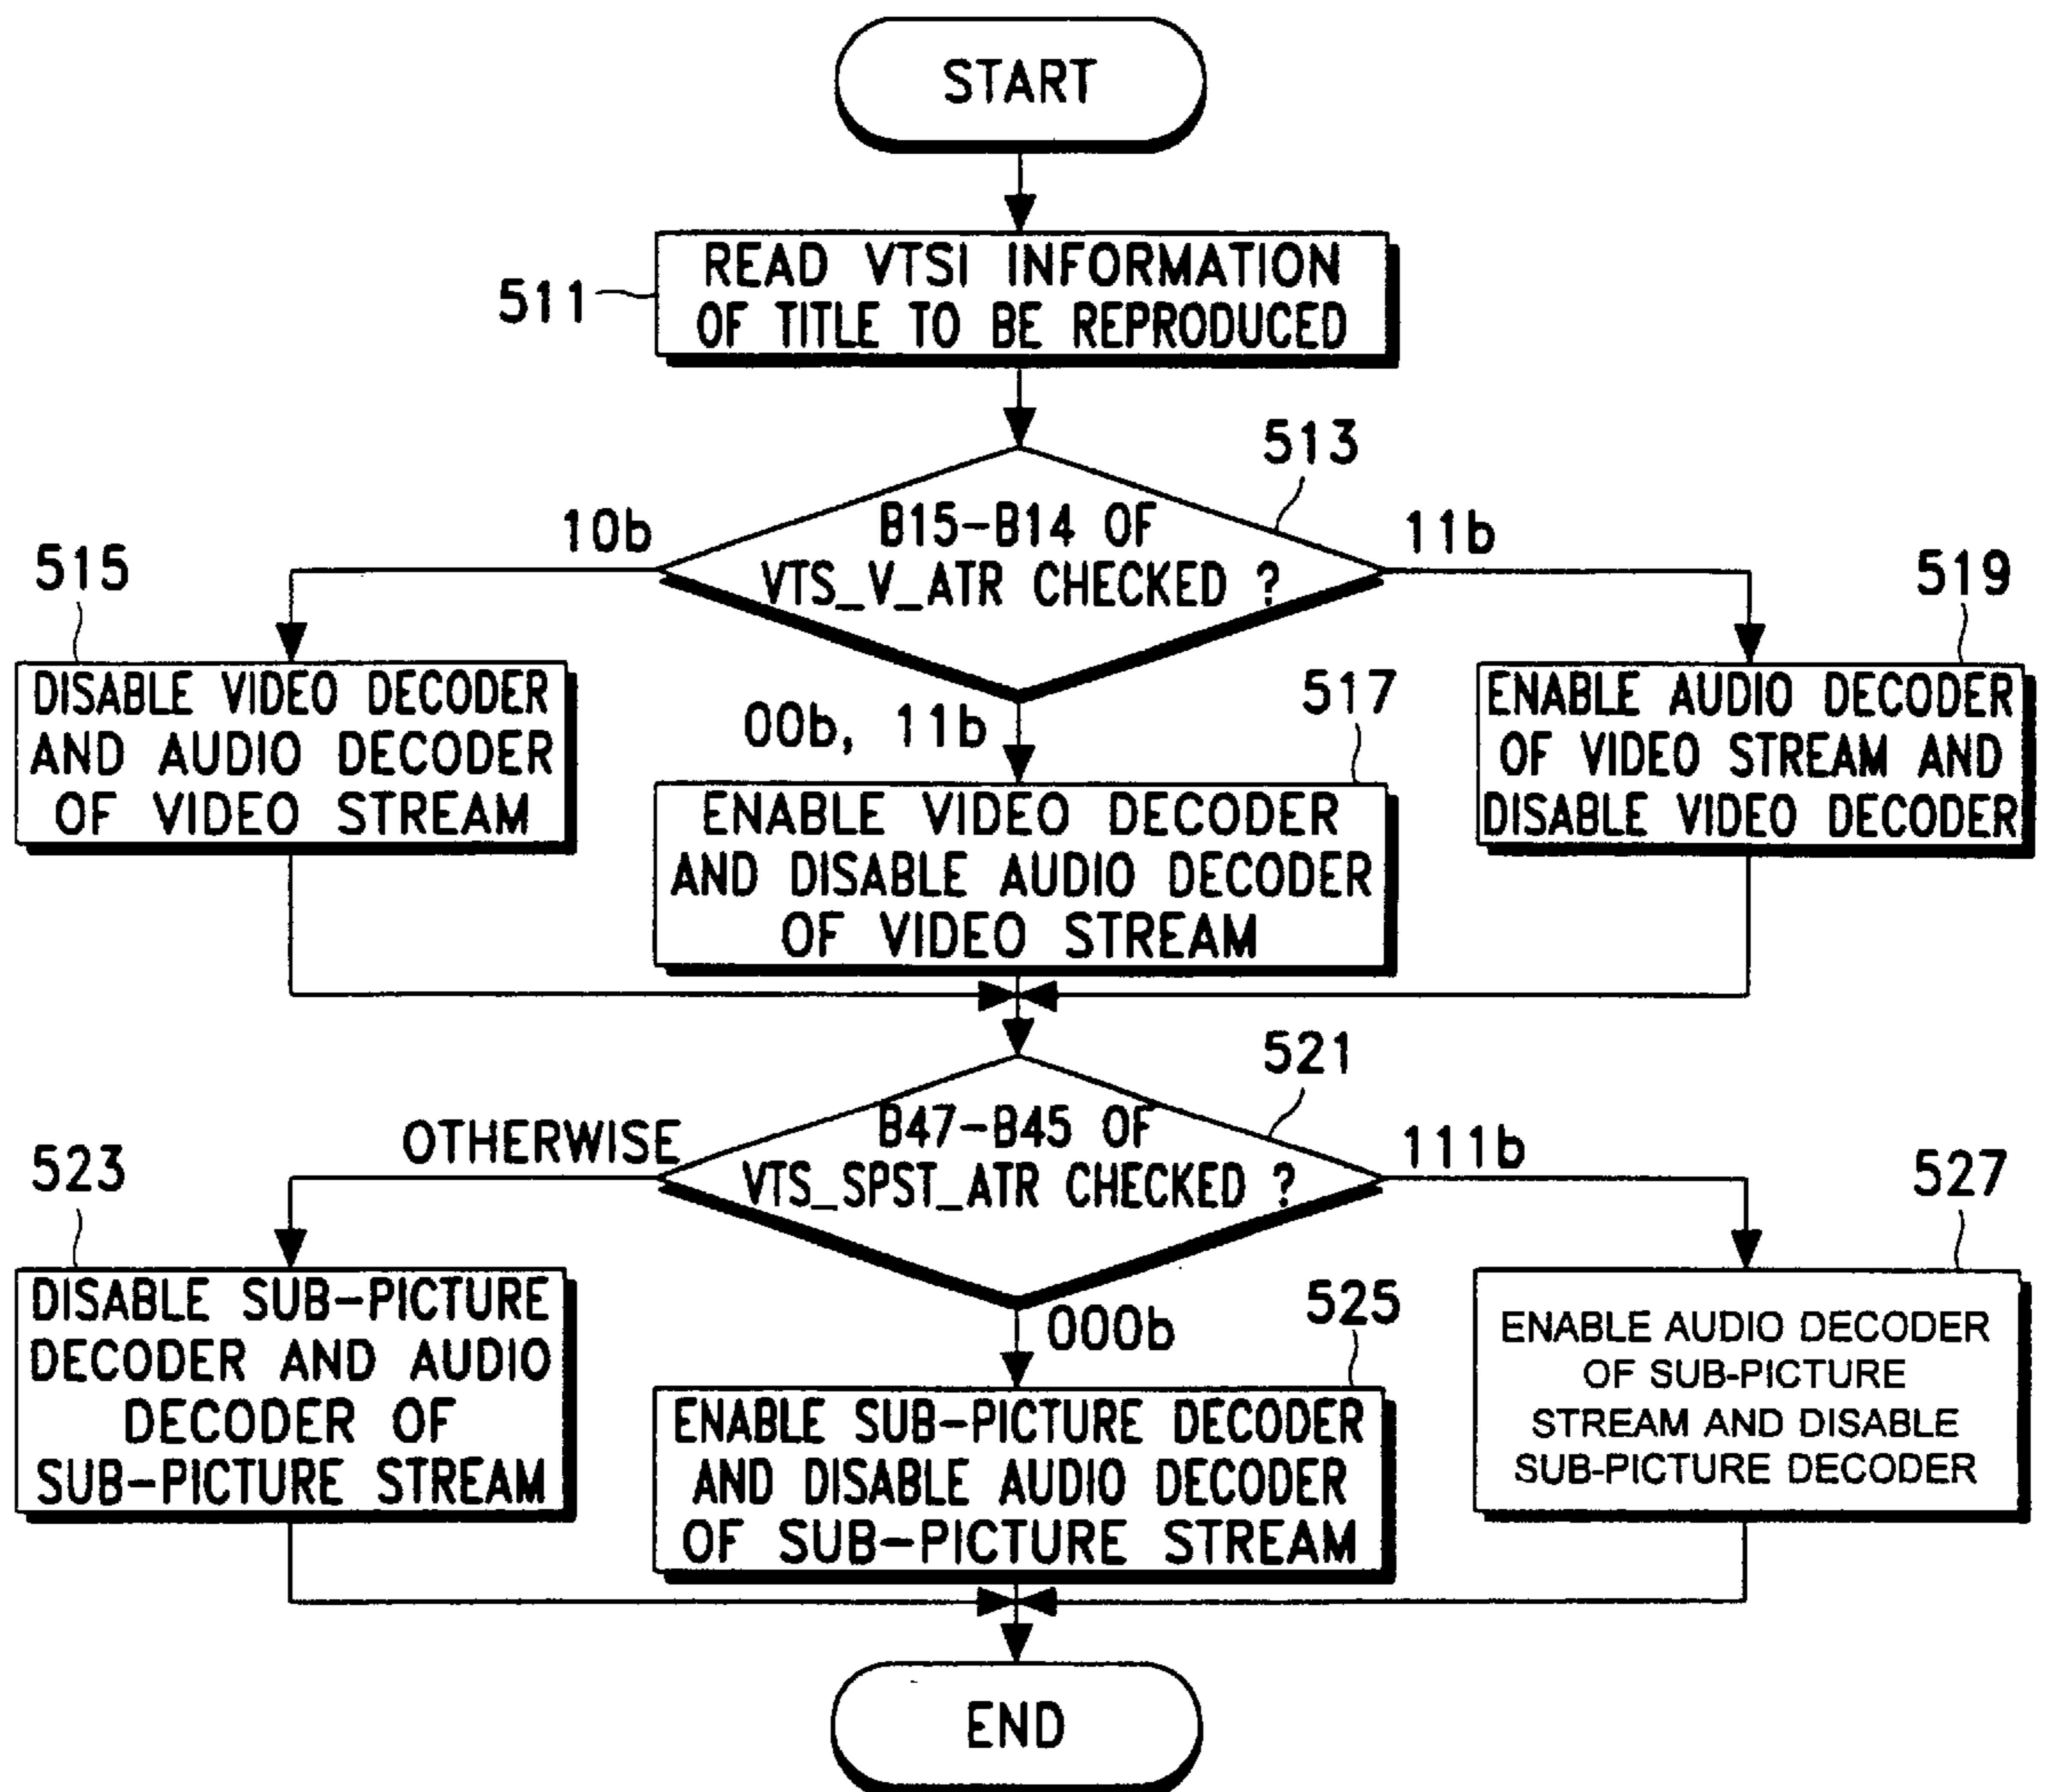 START
READ VTSI INFORMATION
OF TITLE TO BE REPRODUCED
511
513
B15-B14 OF
VTS_V_ATR CHECKED ?
10b
11b
515
519
DISABLE VIDEO DECODER
AND AUDIO DECODER
OF VIDEO STREAM
00b, 11b
517
ENABLE VIDEO DECODER
AND DISABLE AUDIO DECODER
OF VIDEO STREAM
ENABLE AUDIO DECODER
OF VIDEO STREAM AND
DISABLE VIDEO DECODER
521
B47-B45 OF
VTS_SPST_ATR CHECKED ?
OTHERWISE
111b
523
527
DISABLE SUB-PICTURE
DECODER AND AUDIO
DECODER OF
SUB-PICTURE STREAM
000b
525
ENABLE SUB-PICTURE DECODER
AND DISABLE AUDIO DECODER
OF SUB-PICTURE STREAM
ENABLE AUDIO DECODER
OF SUB-PICTURE
STREAM AND DISABLE
SUB-PICTURE DECODER
END